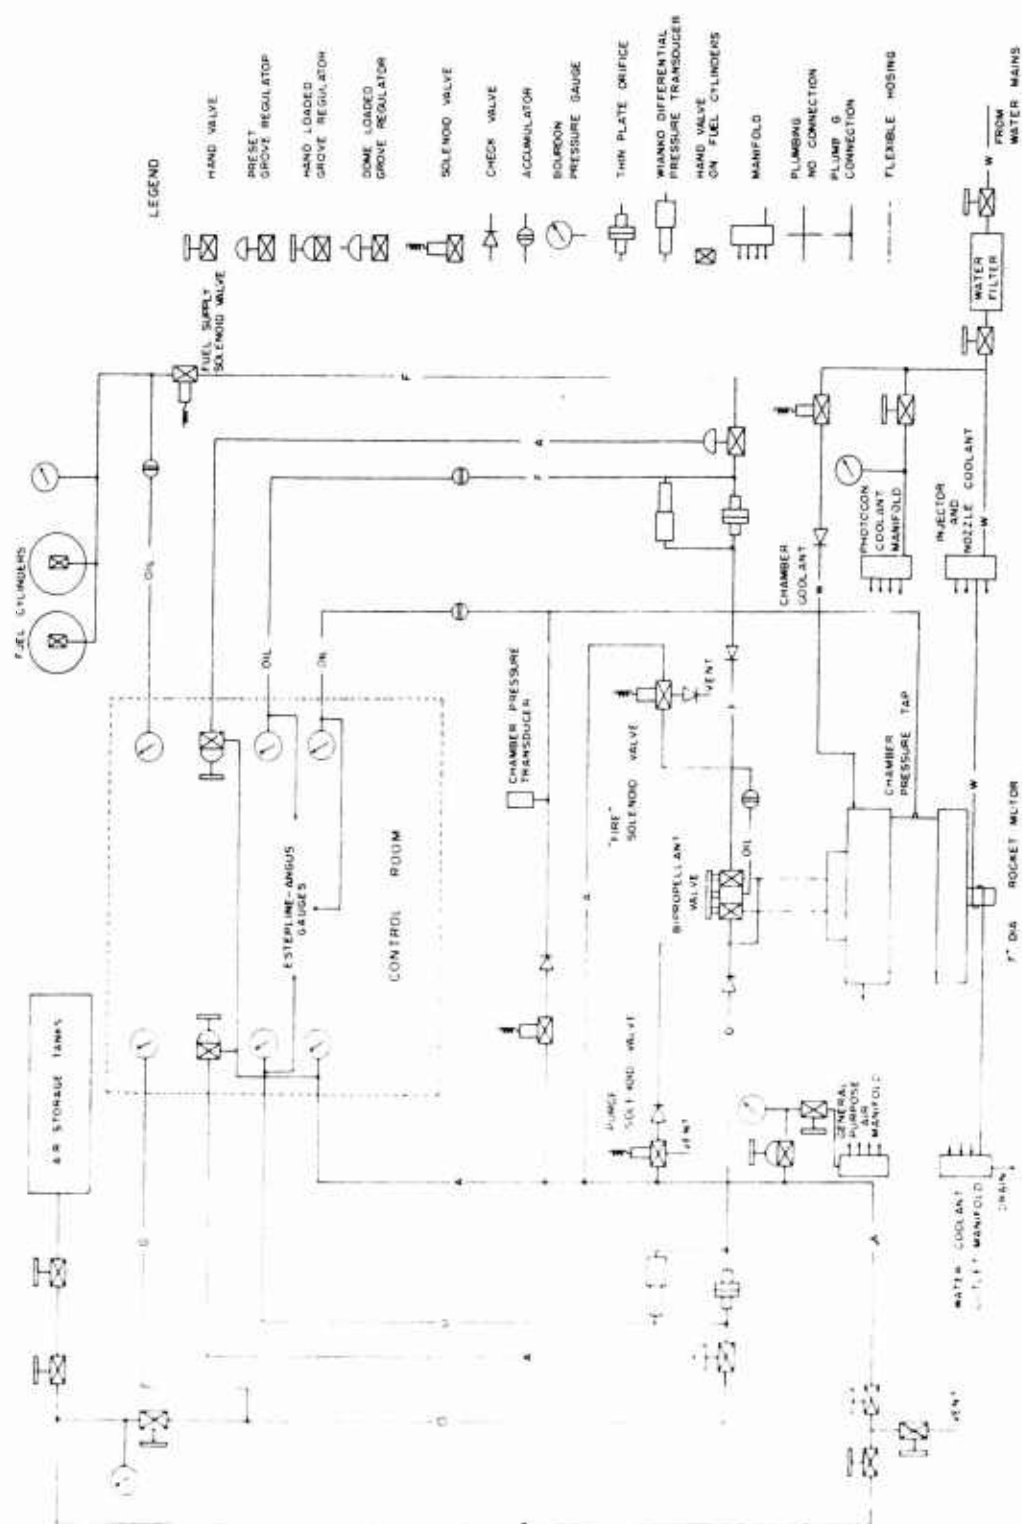 LEGEND
HAND VALVE
PRESET
GROVE REGULATOR
HAND LOADED
GROVE REGULATOR
DOME LOADED
GROVE REGULATOR
SOLENOID VALVE
CHECK VALVE
ACCUMULATOR
BOURDON
PRESSURE GAUGE
THIN PLATE ORIFICE
WIANKO DIFFERENTIAL
PRESSURE TRANSDUCER
HAND VALVE
ON FUEL CYLINDERS
MANIFOLD
PLUMBING
NO CONNECTION
PLUMB G
CONNECTION
FLEXIBLE HOSING
FUEL CYLINDERS
FUEL SUPPLY
SOLENOID VALVE
OIL
F
A
F
OIL
OIL
CONTROL ROOM
ESTERLINE-ANGUS
GAUGES
AIR STORAGE TANKS
CHAMBER PRESSURE
TRANSDUCER
"FIRE"
SOLENOID VALVE
VENT
A
BIPROPELLANT
VALVE
OIL
F
O
PURGE
SOLENOID VALVE
VENT
GENERAL
PURPOSE
AIR
MANIFOLD
A
A
A
O
VENT
CHAMBER
COOLANT
W
PHOTOCON
COOLANT
MANIFOLD
INJECTOR
AND
NOZZLE COOLANT
W
WATER
FILTER
W
FROM
WATER MAINS
CHAMBER
PRESSURE TAP
W
DIA ROCKET MOTOR
WATER COOLANT
OUTLET MANIFOLD
DRAIN